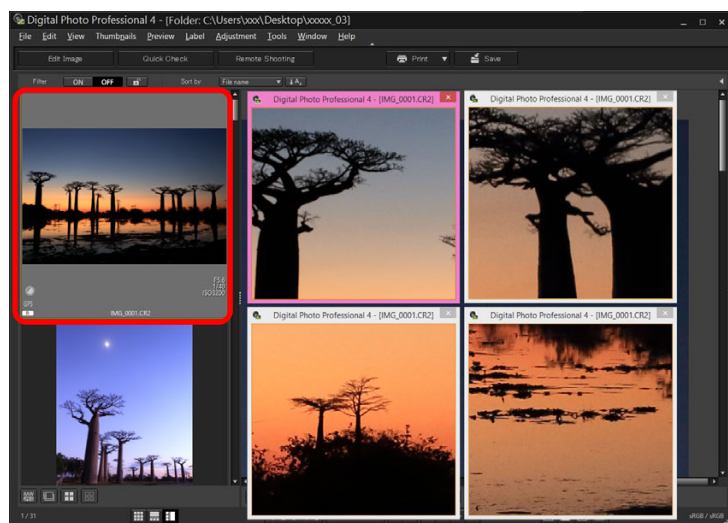 Digital Photo Professional 4 - [Folder: C:\Users\xxx\Desktop\xxxxx_03]
File Edit View Thumbnails Preview Label Adjustment Tools Window Help
Edit Image Quick Check Remote Shooting Print Save
Filter ON OFF Sort by File name
Digital Photo Professional 4 - [IMG_0001.CR2]
Digital Photo Professional 4 - [IMG_0001.CR2]
F5.6
1/40
ISO3200
GPS
R IMG_0001.CR2
Digital Photo Professional 4 - [IMG_0001.CR2]
Digital Photo Professional 4 - [IMG_0001.CR2]
1 / 31
sRGB / sRGB